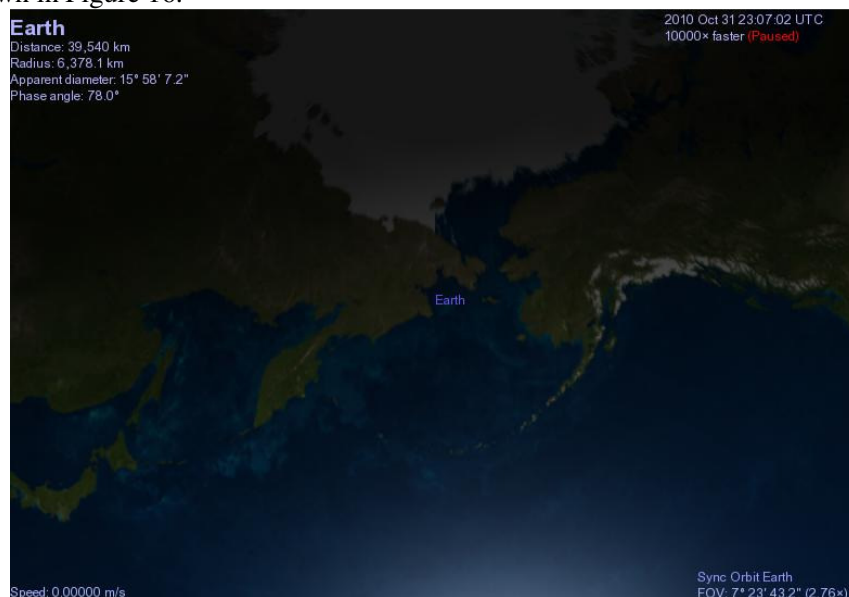 Earth
Distance: 39,540 km
Radius: 6,378.1 km
Apparent diameter: 15° 58' 7.2"
Phase angle: 78.0°
2010 Oct 31 23:07:02 UTC
10000× faster (Paused)
Earth
Speed: 0.00000 m/s
Sync Orbit Earth
FOV: 7° 23' 43.2" (2.76×)